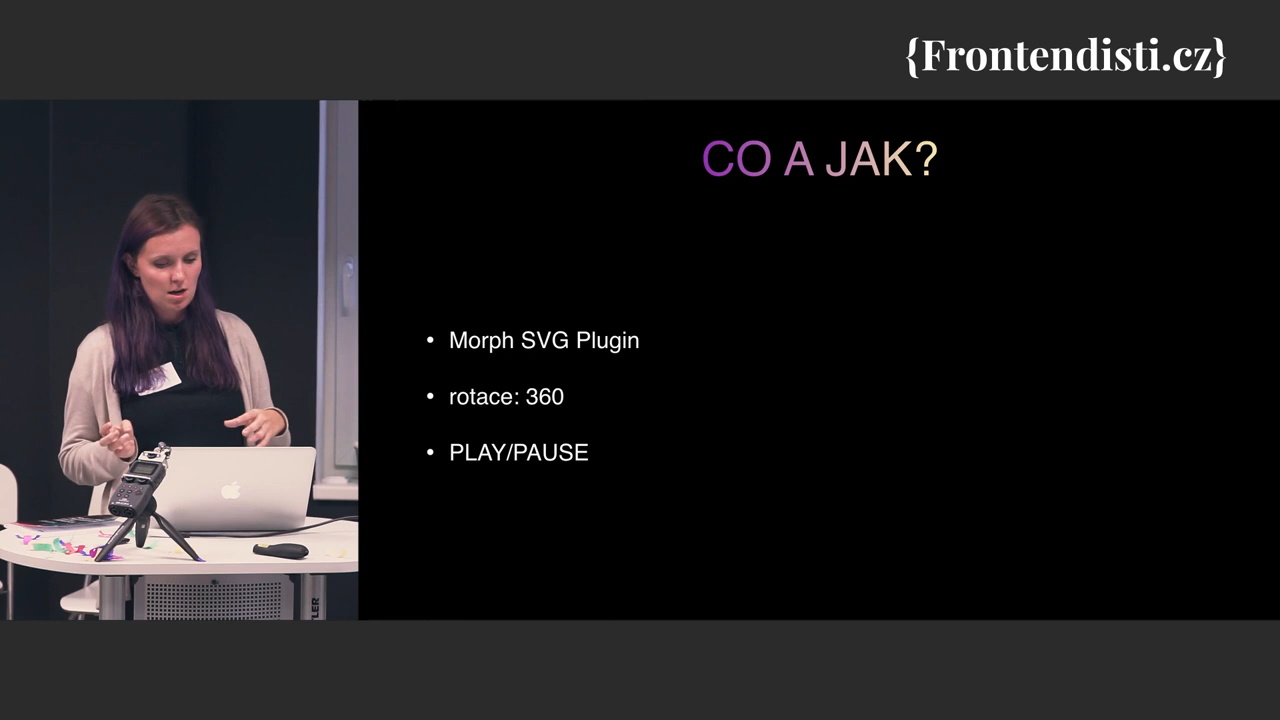 {Frontendisti.cz}
CO A JAK?
• Morph SVG Plugin
• rotace: 360
• PLAY/PAUSE